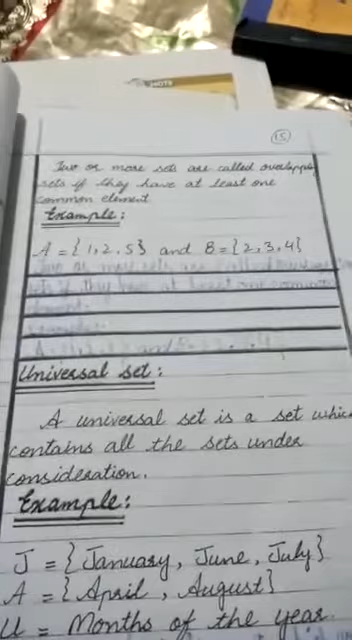 NOTE
15
Two or more sets are called overlapping
sets if they have at least one
common element
Example:
A = {1, 2, 5} and B = {2, 3, 4}
Universal set:
A universal set is a set which
contains all the sets under
consideration.
Example:
J = {January, June, July}
A = {April, August}
U = Months of the year.